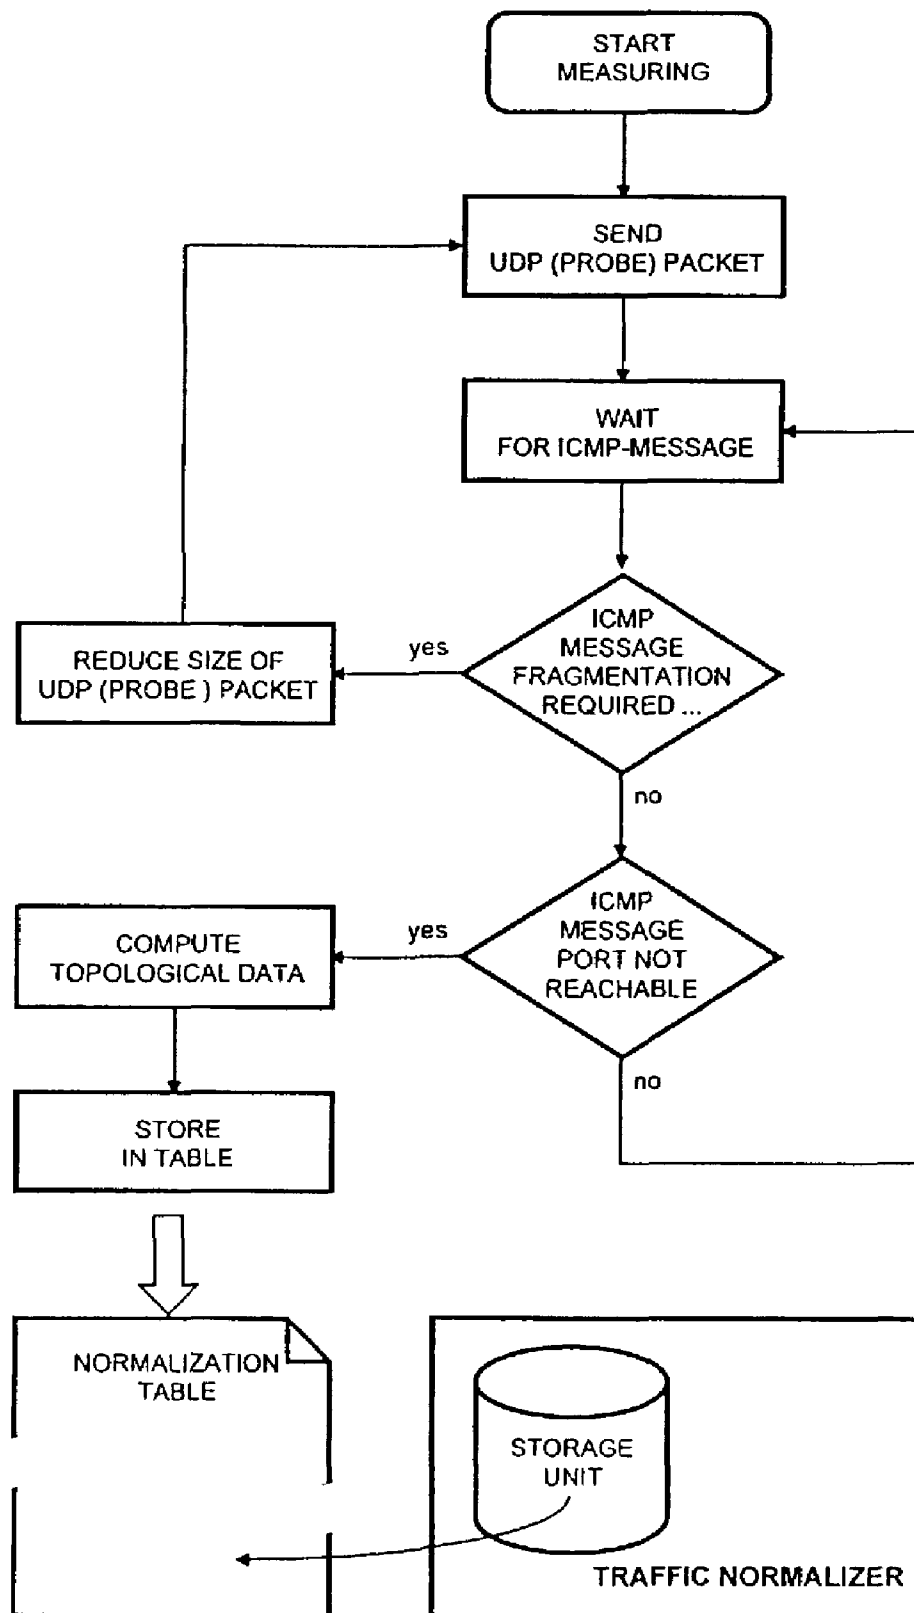 START
MEASURING
SEND
UDP (PROBE) PACKET
WAIT
FOR ICMP-MESSAGE
ICMP
MESSAGE
FRAGMENTATION
REQUIRED ...
yes
REDUCE SIZE OF
UDP (PROBE ) PACKET
no
ICMP
MESSAGE
PORT NOT
REACHABLE
yes
COMPUTE
TOPOLOGICAL DATA
no
STORE
IN TABLE
NORMALIZATION
TABLE
STORAGE
UNIT
TRAFFIC NORMALIZER